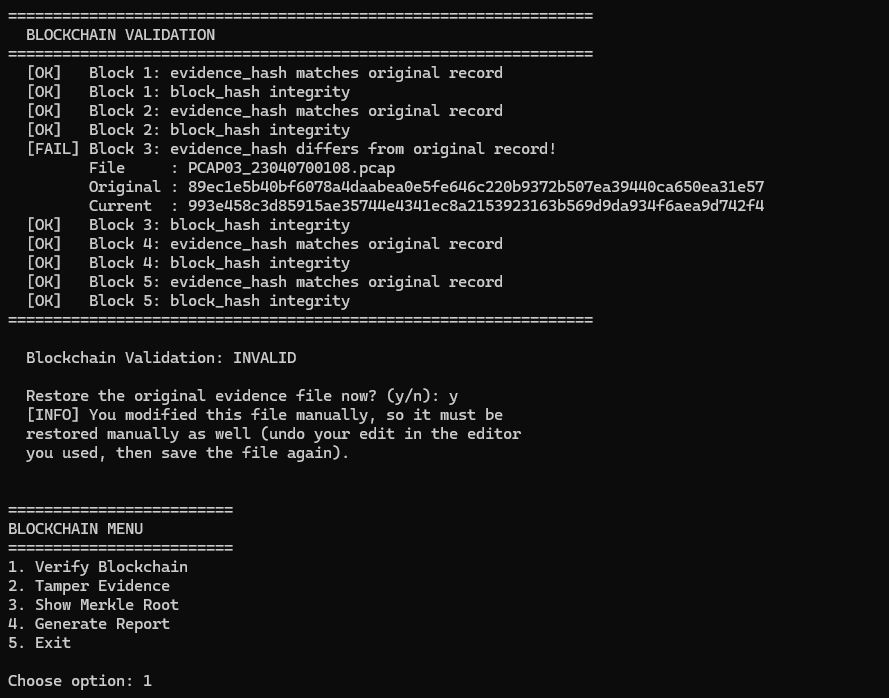 =================================================================
  BLOCKCHAIN VALIDATION
=================================================================
  [OK]   Block 1: evidence_hash matches original record
  [OK]   Block 1: block_hash integrity
  [OK]   Block 2: evidence_hash matches original record
  [OK]   Block 2: block_hash integrity
  [FAIL] Block 3: evidence_hash differs from original record!
         File     : PCAP03_23040700108.pcap
         Original : 89ec1e5b40bf6078a4daabea0e5fe646c220b9372b507ea39440ca650ea31e57
         Current  : 993e458c3d85915ae35744e4341ec8a2153923163b569d9da934f6aea9d742f4
  [OK]   Block 3: block_hash integrity
  [OK]   Block 4: evidence_hash matches original record
  [OK]   Block 4: block_hash integrity
  [OK]   Block 5: evidence_hash matches original record
  [OK]   Block 5: block_hash integrity
=================================================================

  Blockchain Validation: INVALID

  Restore the original evidence file now? (y/n): y
  [INFO] You modified this file manually, so it must be
  restored manually as well (undo your edit in the editor
  you used, then save the file again).


=========================
BLOCKCHAIN MENU
=========================
1. Verify Blockchain
2. Tamper Evidence
3. Show Merkle Root
4. Generate Report
5. Exit

Choose option: 1